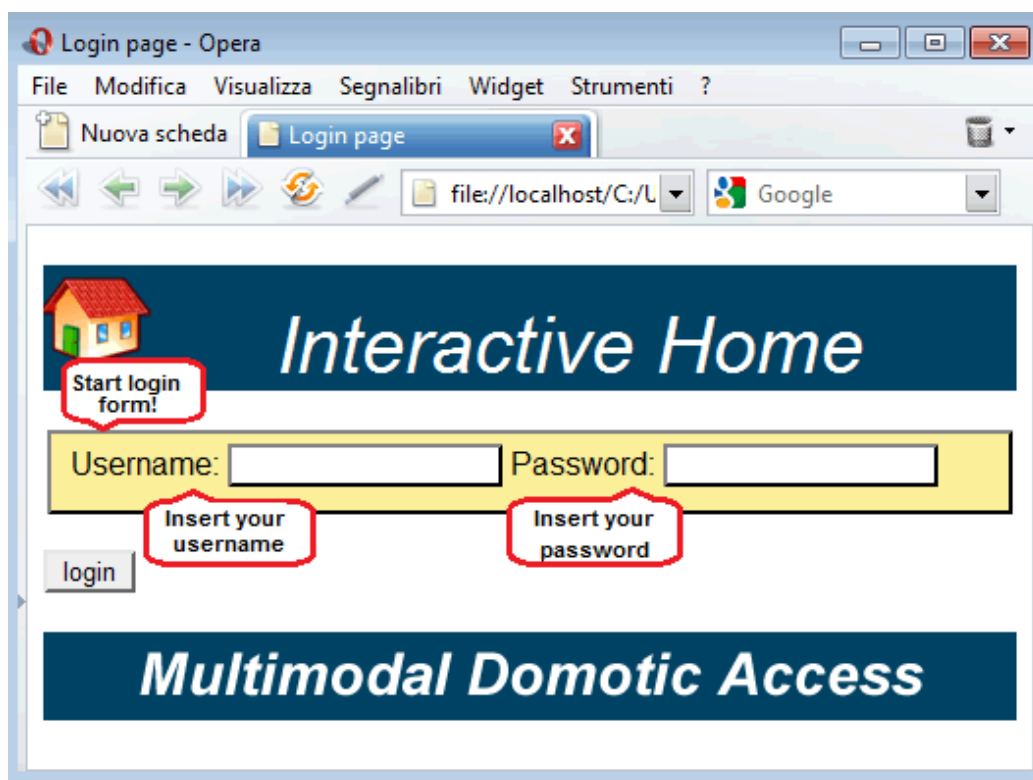 Login page - Opera
File Modifica Visualizza Segnalibri Widget Strumenti ?
Nuova scheda Login page
file://localhost/C:/U Google
Interactive Home
Start login
form!
Username: Password:
Insert your
username
Insert your
password
login
Multimodal Domotic Access